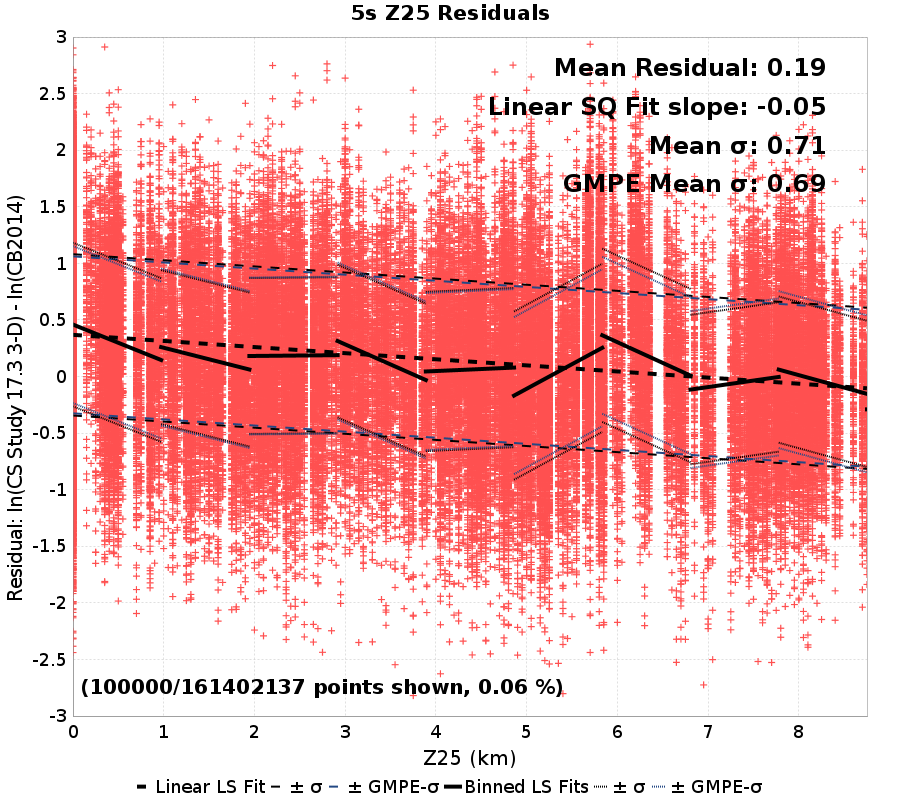 5s Z25 Residuals
Mean Residual: 0.19
Linear SQ Fit slope: -0.05
Mean σ: 0.71
GMPE Mean σ: 0.69
Residual: ln(CS Study 17.3 3-D) - ln(CB2014)
3
2.5
2
1.5
1
0.5
0
-0.5
-1
-1.5
-2
-2.5
-3
(100000/161402137 points shown, 0.06 %)
0 1 2 3 4 5 6 7 8
Z25 (km)
Linear LS Fit ± σ ± GMPE-σ Binned LS Fits ± σ ± GMPE-σ